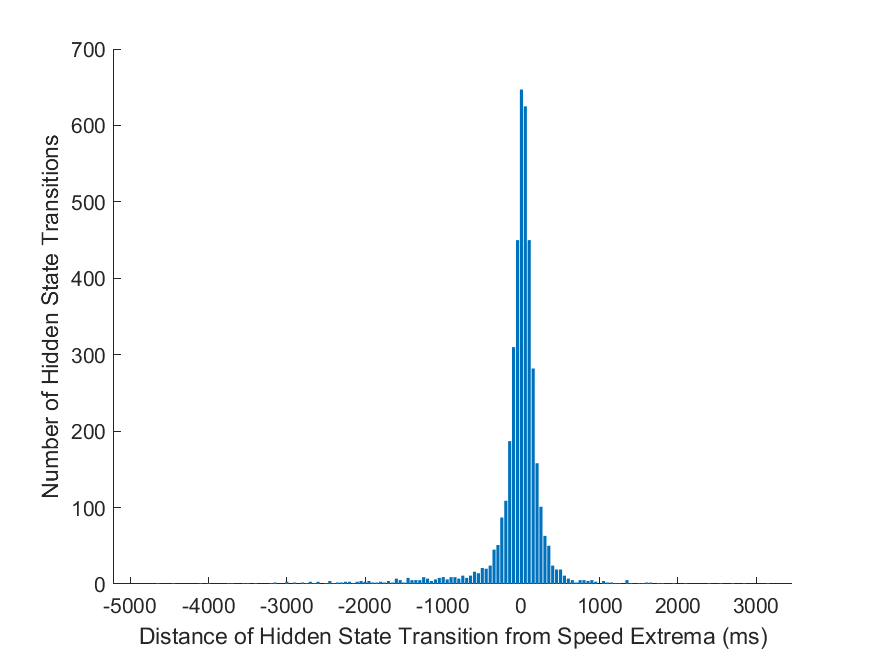 700
600
500
400
300
200
100
0
Number of Hidden State Transitions
-5000 -4000 -3000 -2000 -1000 0 1000 2000 3000
Distance of Hidden State Transition from Speed Extrema (ms)